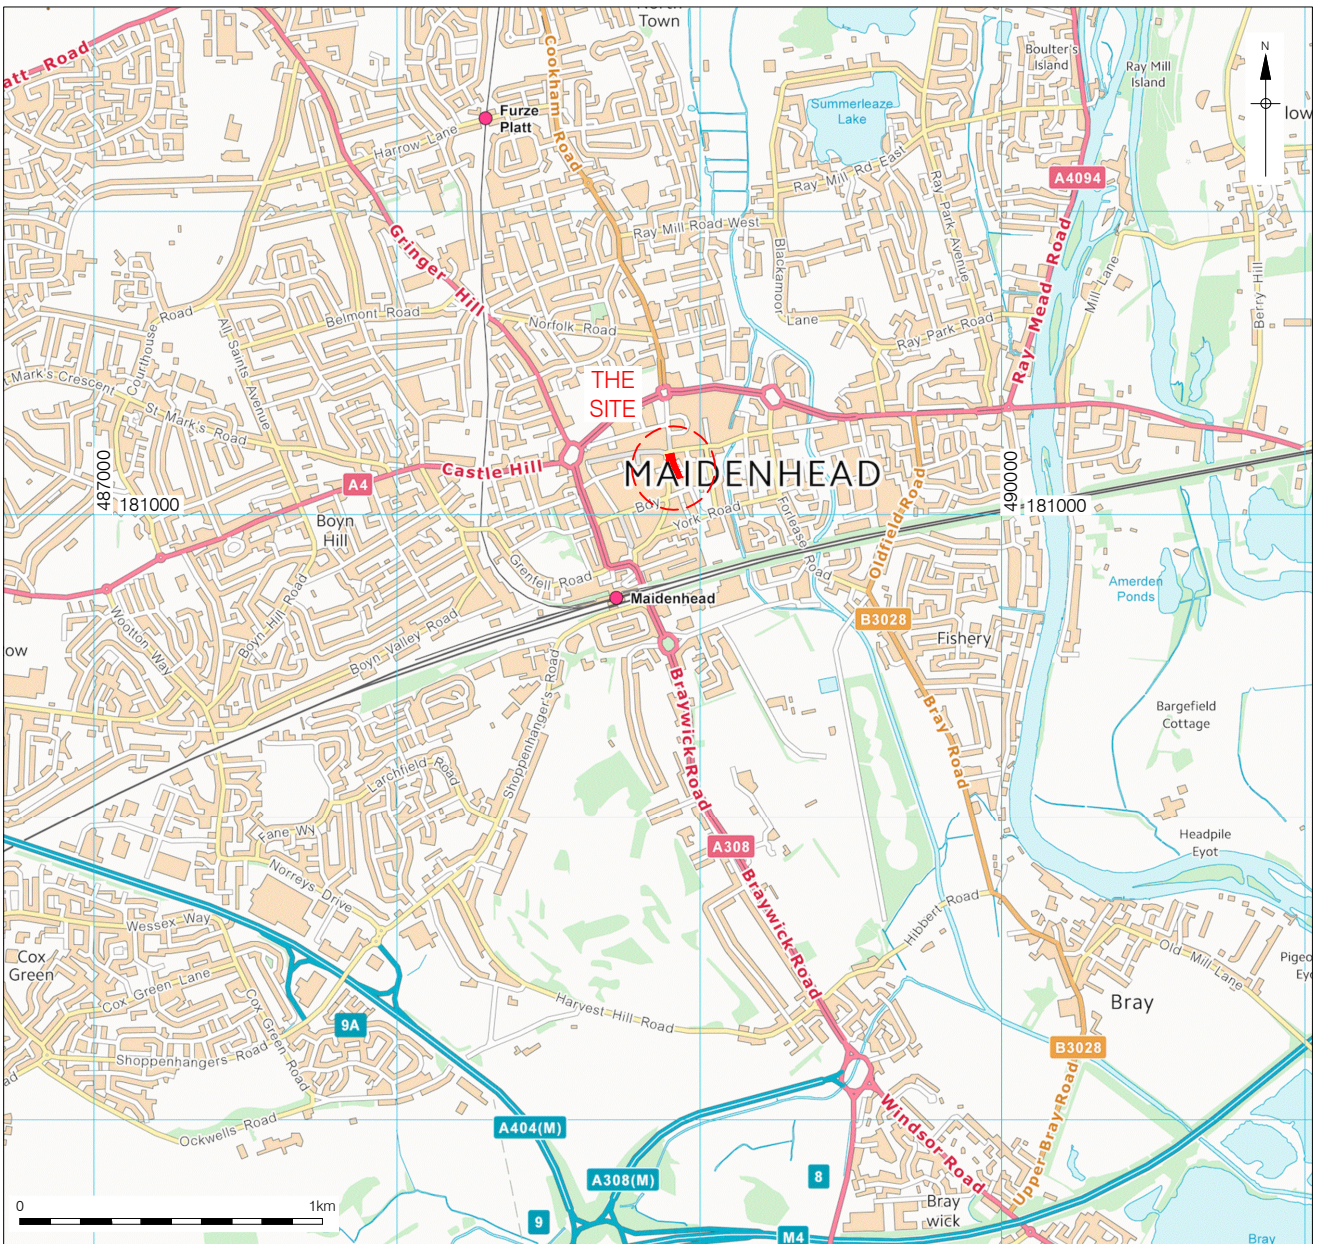 North
Town
Boulter's
Island
Ray Mill
Island
N
att Road
Cookham Road
Furze
Platt
Summerleaze
Lake
Harrow Lane
Ray Mill Rd East
A4094
Ray Park Avenue
Ray Mill Road West
Gringer Hill
Blackamoor
Lane
Ray Mead Road
Mill Lane
Berry Hill
Belmont Road
Norfolk Road
Ray Park Road
Courthouse Road
All Saints Avenue
St Mark's Road
Mark's Crescent
THE
SITE
Castle Hill
A4
MAIDENHEAD
487000
181000
490000
181000
Boyn
Hill
Boy
York Road
Forlease Road
Oldfield Road
Grenfell Road
Maidenhead
Amerden
Ponds
B3028
Fishery
Wootton Way
Boyn Hill Road
Boyn Valley Road
ow
Shoppenhanger's Road
Braywick Road
Bray Road
Bargefield
Cottage
Larchfield Road
Fane Wy
A308
Headpile
Eyot
Norreys Drive
Braywick Road
Hibbert Road
Wessex Way
Cox
Green
Cox Green Lane
Cox Green Road
Old Mill Lane
Bray
9A
Harvest Hill Road
Shoppenhangers Road
B3028
Ockwells Road
A404(M)
Windsor Road
Upper Bray Road
A308(M)
8
9
M4
Bray
wick
Bray
0
1km